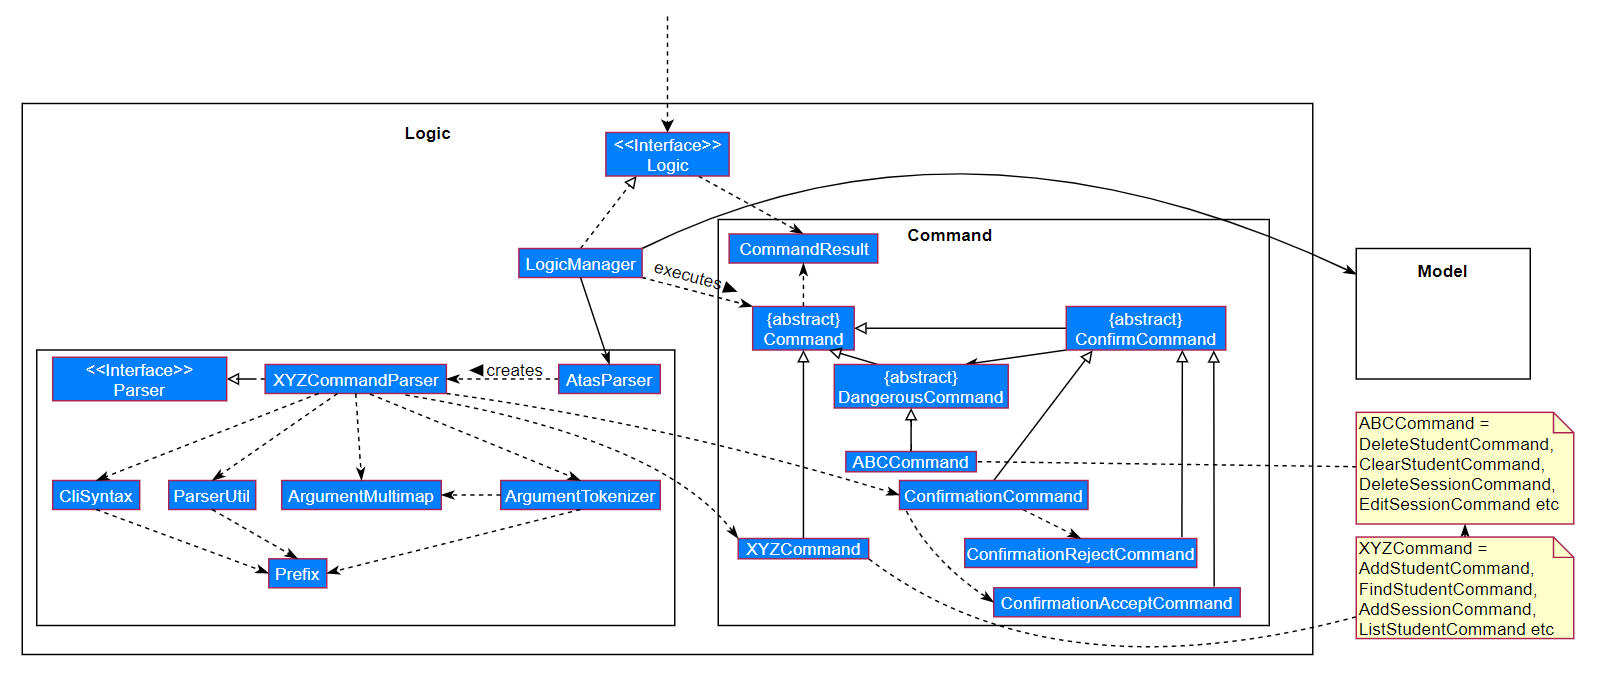 Logic
<<Interface>>
Logic
Command
CommandResult
LogicManager
executes
Model
{abstract}
Command
{abstract}
ConfirmCommand
<<Interface>>
Parser
XYZCommandParser
creates
AtasParser
{abstract}
DangerousCommand
ABCCommand
ABCCommand =
DeleteStudentCommand,
ClearStudentCommand,
DeleteSessionCommand,
EditSessionCommand etc
CliSyntax
ParserUtil
ArgumentMultimap
ArgumentTokenizer
ConfirmationCommand
XYZCommand
ConfirmationRejectCommand
XYZCommand =
AddStudentCommand,
FindStudentCommand,
AddSessionCommand,
ListStudentCommand etc
Prefix
ConfirmationAcceptCommand